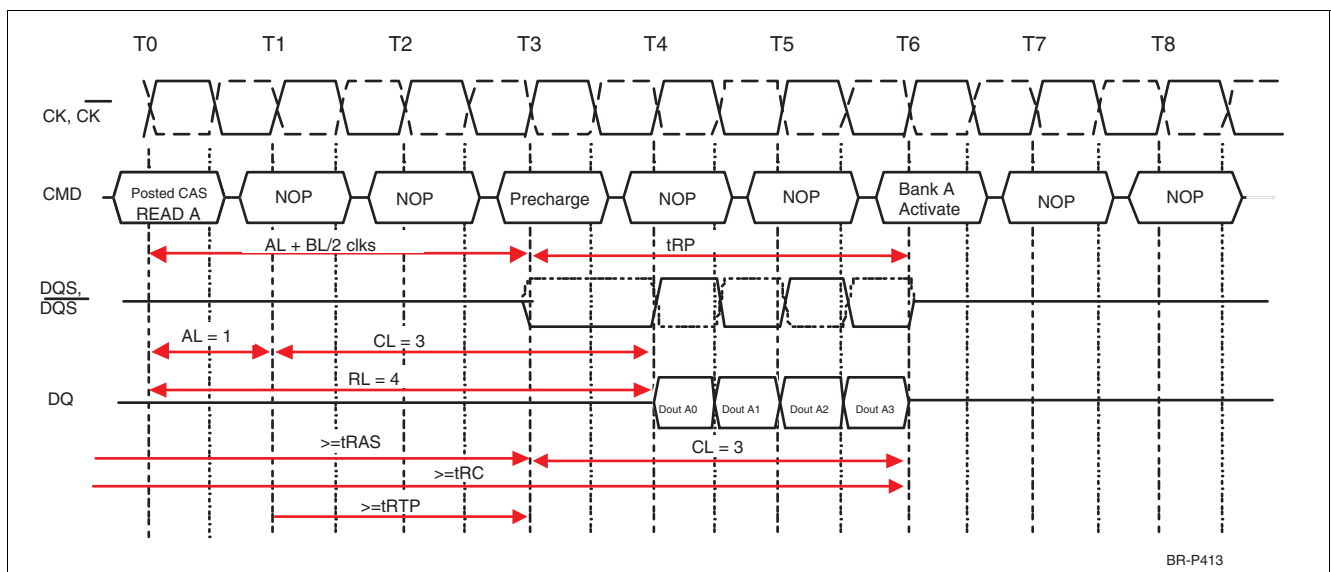 T0 T1 T2 T3 T4 T5 T6 T7 T8
CK, CK
CMD Posted CAS READ A NOP NOP Precharge NOP NOP Bank A Activate NOP NOP
AL + BL/2 clks tRP
DQS,
DQS
AL = 1 CL = 3
RL = 4
DQ Dout A0 Dout A1 Dout A2 Dout A3
>=tRAS CL = 3
>=tRC
>=tRTP
BR-P413